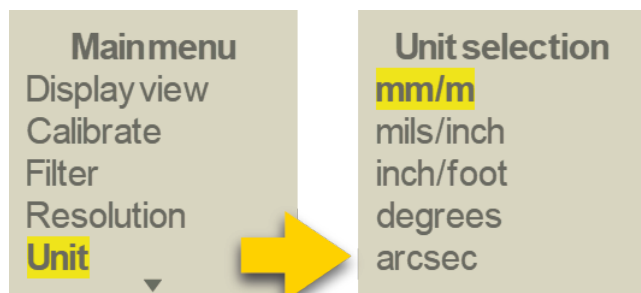 Main menu
Display view
Calibrate
Filter
Resolution
Unit
Unit selection
mm/m
mils/inch
inch/foot
degrees
arcsec